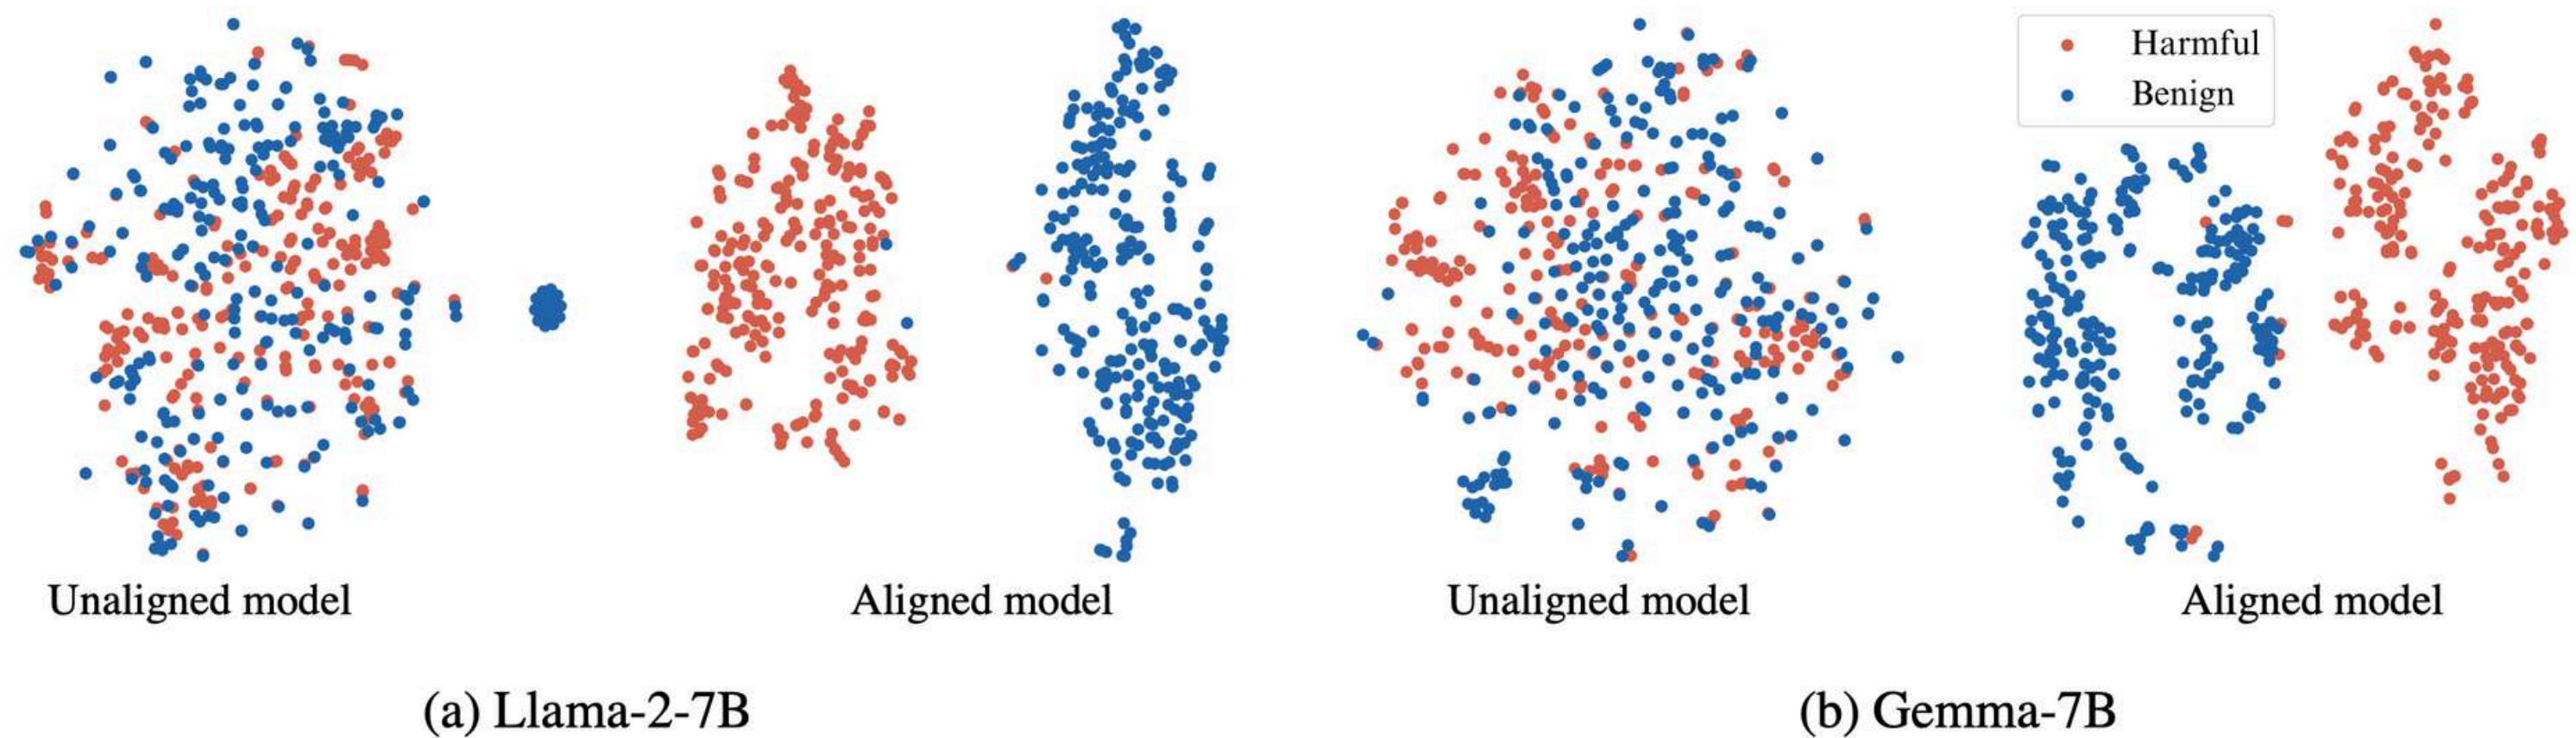 Harmful
Benign
Unaligned model
Aligned model
Unaligned model
Aligned model
(a) Llama-2-7B
(b) Gemma-7B